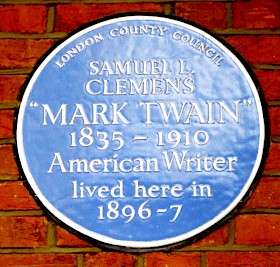 LONDON COUNTY COUNCIL
SAMUEL L.
CLEMENS
"MARK TWAIN"
1835 – 1910
American Writer
lived here in
1896-7